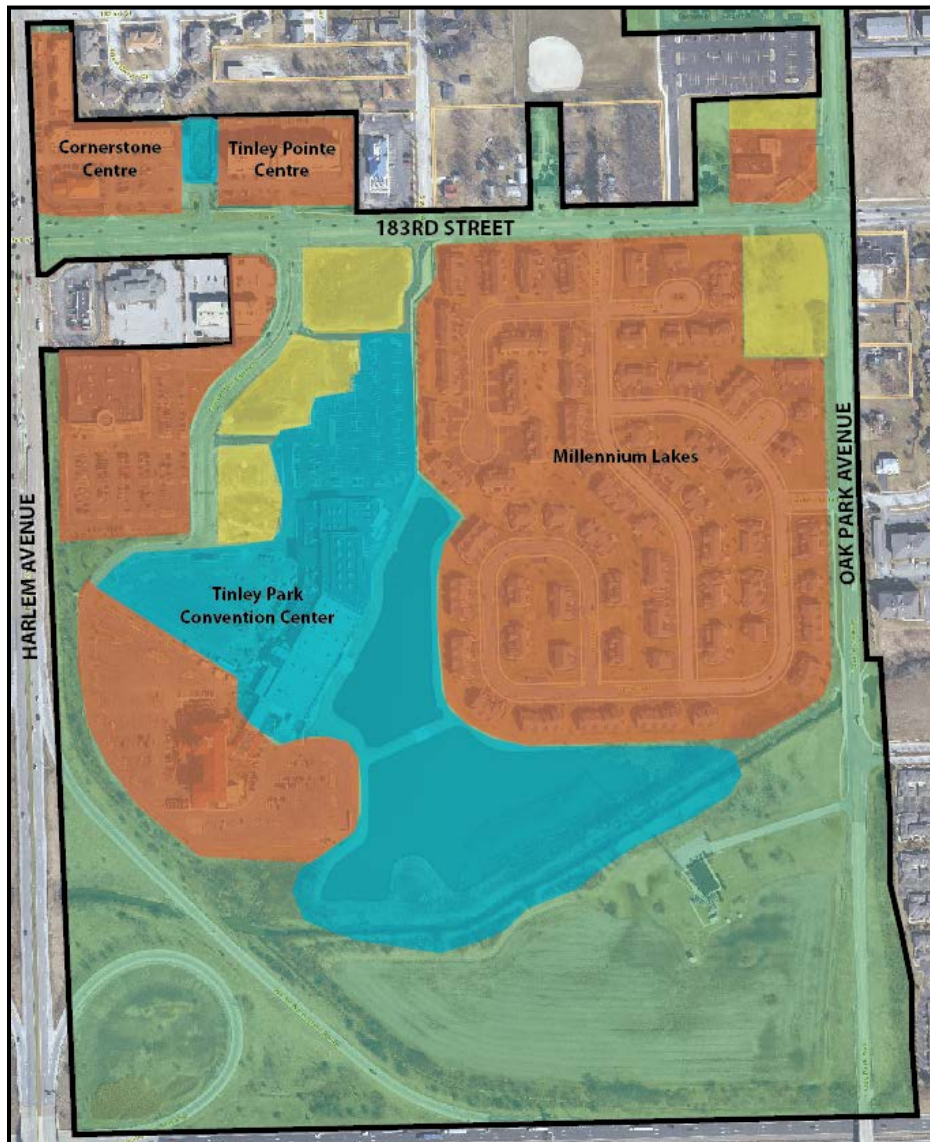 Cornerstone
Centre
Tinley Pointe
Centre
183RD STREET
Millennium Lakes
HARLEM AVENUE
OAK PARK AVENUE
Tinley Park
Convention Center